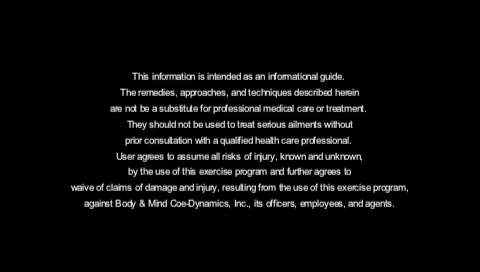 This information is intended as an informational guide.
The remedies, approaches, and techniques described herein
are not be a substitute for professional medical care or treatment.
They should not be used to treat serious ailments without
prior consultation with a qualified health care professional.
User agrees to assume all risks of injury, known and unknown,
by the use of this exercise program and further agrees to
waive of claims of damage and injury, resulting from the use of this exercise program,
against Body & Mind Coe-Dynamics, Inc., its officers, employees, and agents.